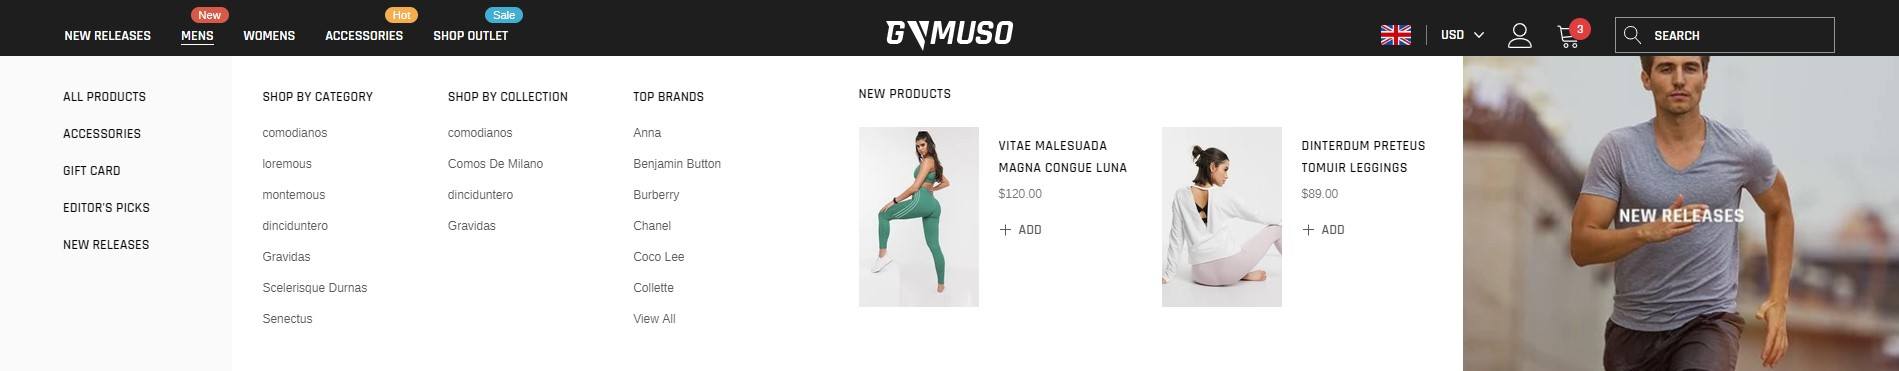 New
Hot
Sale
NEW RELEASES
MENS
WOMENS
ACCESSORIES
SHOP OUTLET
GYMUSO
USD
3
SEARCH
ALL PRODUCTS
ACCESSORIES
GIFT CARD
EDITOR'S PICKS
NEW RELEASES
SHOP BY CATEGORY
comodianos
loremous
montemous
dinciduntero
Gravidas
Scelerisque Durnas
Senectus
SHOP BY COLLECTION
comodianos
Comos De Milano
dinciduntero
Gravidas
TOP BRANDS
Anna
Benjamin Button
Burberry
Chanel
Coco Lee
Collette
View All
NEW PRODUCTS
VITAE MALESUADA
MAGNA CONGUE LUNA
$120.00
+ ADD
DINTERDUM PRETEUS
TOMUIR LEGGINGS
$89.00
+ ADD
NEW RELEASES